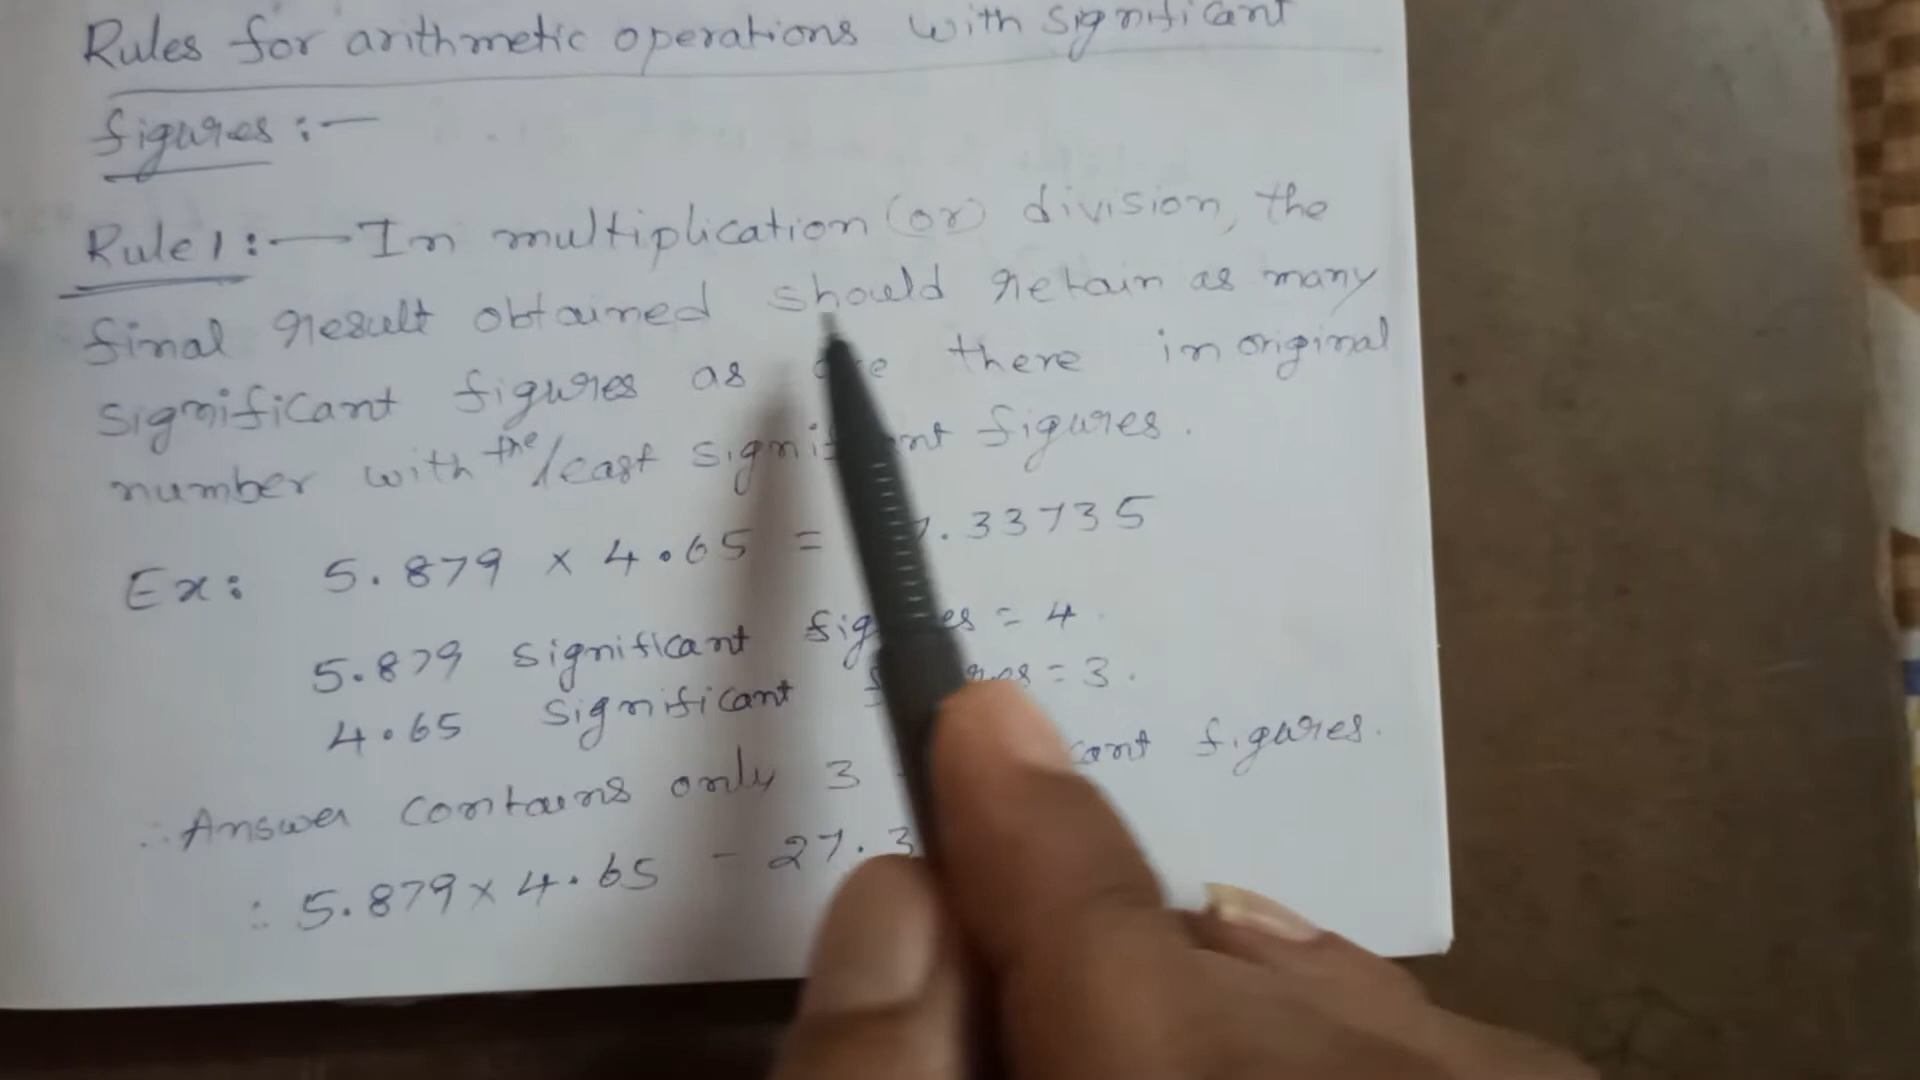 Rules for arithmetic operations with significant
figures :-
Rule 1 :- In multiplication (or) division, the
final result obtained should retain as many
significant figures as there in original
number with the least figures.
Ex: 5.879 × 4.65 = .33735
5.879 significant = 4
4.65 significant = 3.
∴ Answer contains only 3 figures.
∴ 5.879 × 4.65 - 27.3